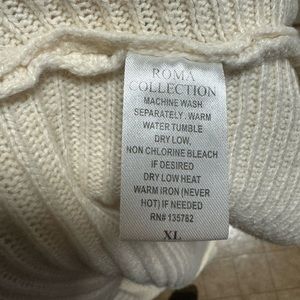 ROMA
COLLECTION
MACHINE WASH
SEPARATELY . WARM
WATER TUMBLE
DRY LOW,
NON CHLORINE BLEACH
IF DESIRED
DRY LOW HEAT
WARM IRON (NEVER
HOT) IF NEEDED
RN# 135782
XL